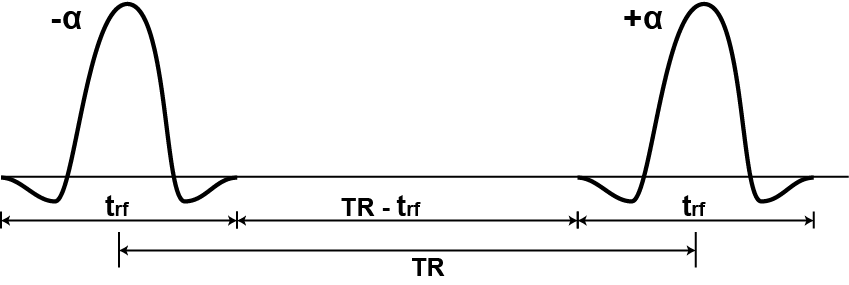 -α +α
trf TR - trf trf
TR